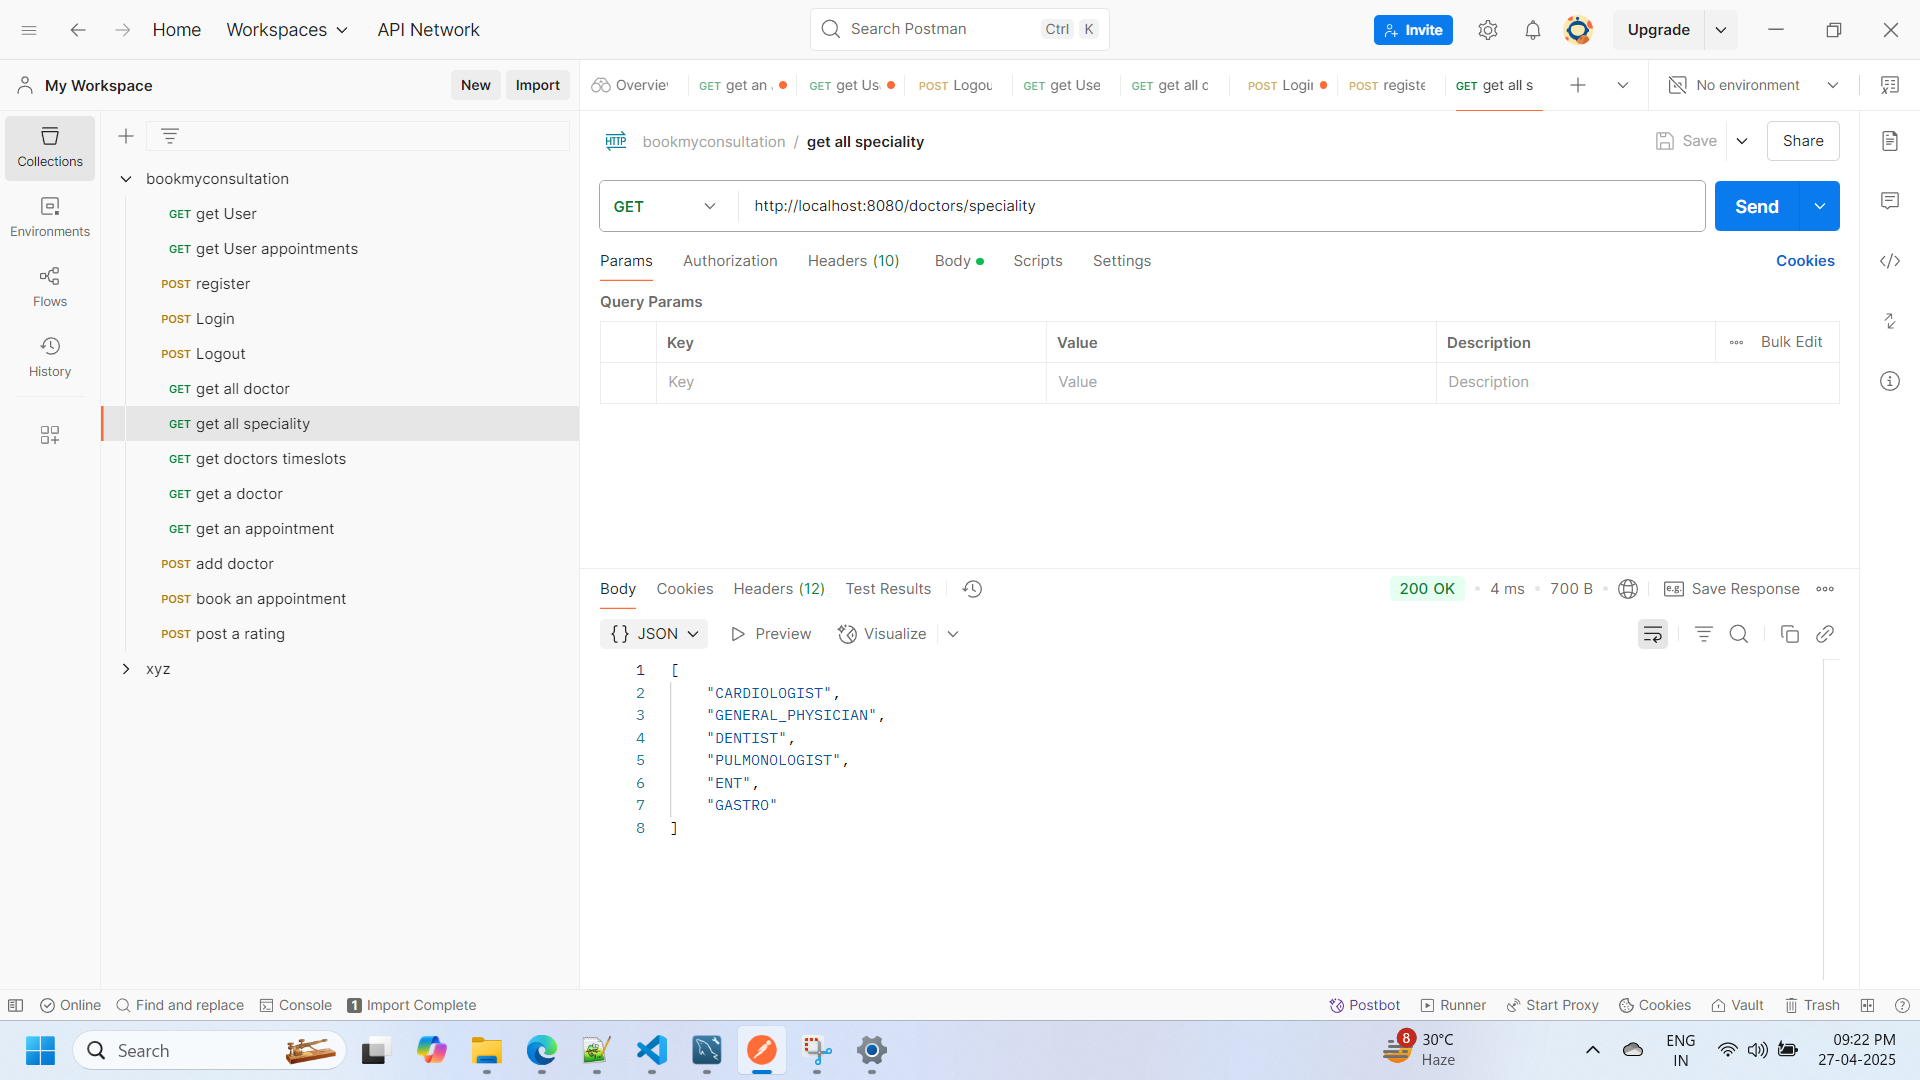 Home Workspaces API Network Search Postman Ctrl K Invite Upgrade
My Workspace New Import Overvie GET get an GET get Us POST Logou GET get Use GET get all POST Logi POST registe GET get all s No environment
Collections
Environments
Flows
History
bookmyconsultation
GET get User
GET get User appointments
POST register
POST Login
POST Logout
GET get all doctor
GET get all speciality
GET get doctors timeslots
GET get a doctor
GET get an appointment
POST add doctor
POST book an appointment
POST post a rating
xyz
HTTP bookmyconsultation / get all speciality Save Share
GET http://localhost:8080/doctors/speciality Send
Params Authorization Headers (10) Body Scripts Settings Cookies
Query Params
Key Value Description Bulk Edit
Key Value Description
Body Cookies Headers (12) Test Results 200 OK 4 ms 700 B e.g. Save Response
{} JSON Preview Visualize
1 [
2 "CARDIOLOGIST",
3 "GENERAL_PHYSICIAN",
4 "DENTIST",
5 "PULMONOLOGIST",
6 "ENT",
7 "GASTRO"
8 ]
Online Find and replace Console 1 Import Complete Postbot Runner Start Proxy Cookies Vault Trash
Search 8 30°C ENG 09:22 PM
Haze IN 27-04-2025